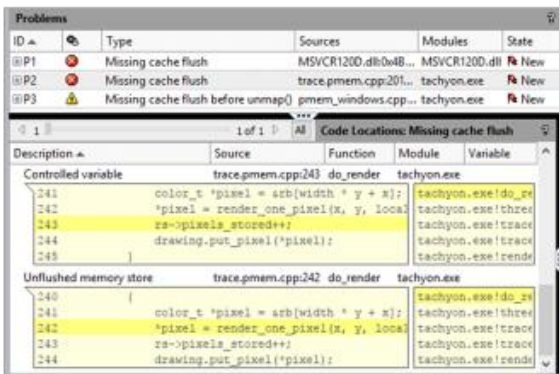 Problems
ID Type Sources Modules State
P1 Missing cache flush MSVCR120D.dll:0x4B... MSVCR120D.dll New
P2 Missing cache flush trace.pmem.cpp:201... tachyon.exe New
P3 Missing cache flush before unmap() pmem_windows.cpp... tachyon.exe New
1 1 of 1 All Code Locations: Missing cache flush
Description Source Function Module Variable
Controlled variable trace.pmem.cpp:243 do_render tachyon.exe
241 color_t *pixel = arb[width * y + x]; tachyon.exe!do_re
242 *pixel = render_one_pixel(x, y, local tachyon.exe!threa
243 rs->pixels_stored++; tachyon.exe!trace
244 drawing.put_pixel(*pixel); tachyon.exe!trace
245 } tachyon.exe!rende
Unflushed memory store trace.pmem.cpp:242 do_render tachyon.exe
240 { tachyon.exe!do_re
241 color_t *pixel = arb[width * y + x]; tachyon.exe!threa
242 *pixel = render_one_pixel(x, y, local tachyon.exe!trace
243 rs->pixels_stored++; tachyon.exe!trace
244 drawing.put_pixel(*pixel); tachyon.exe!rende